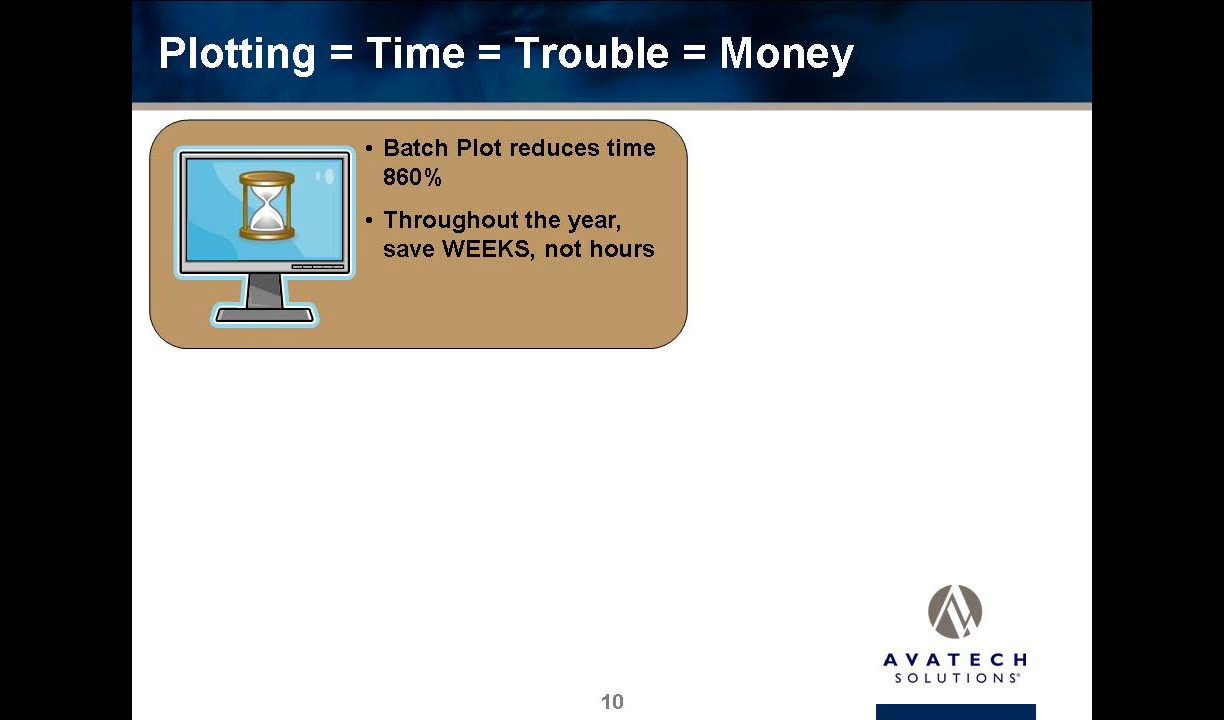 Plotting = Time = Trouble = Money
• Batch Plot reduces time
860%
• Throughout the year,
save WEEKS, not hours
AVATECH
SOLUTIONS®
10